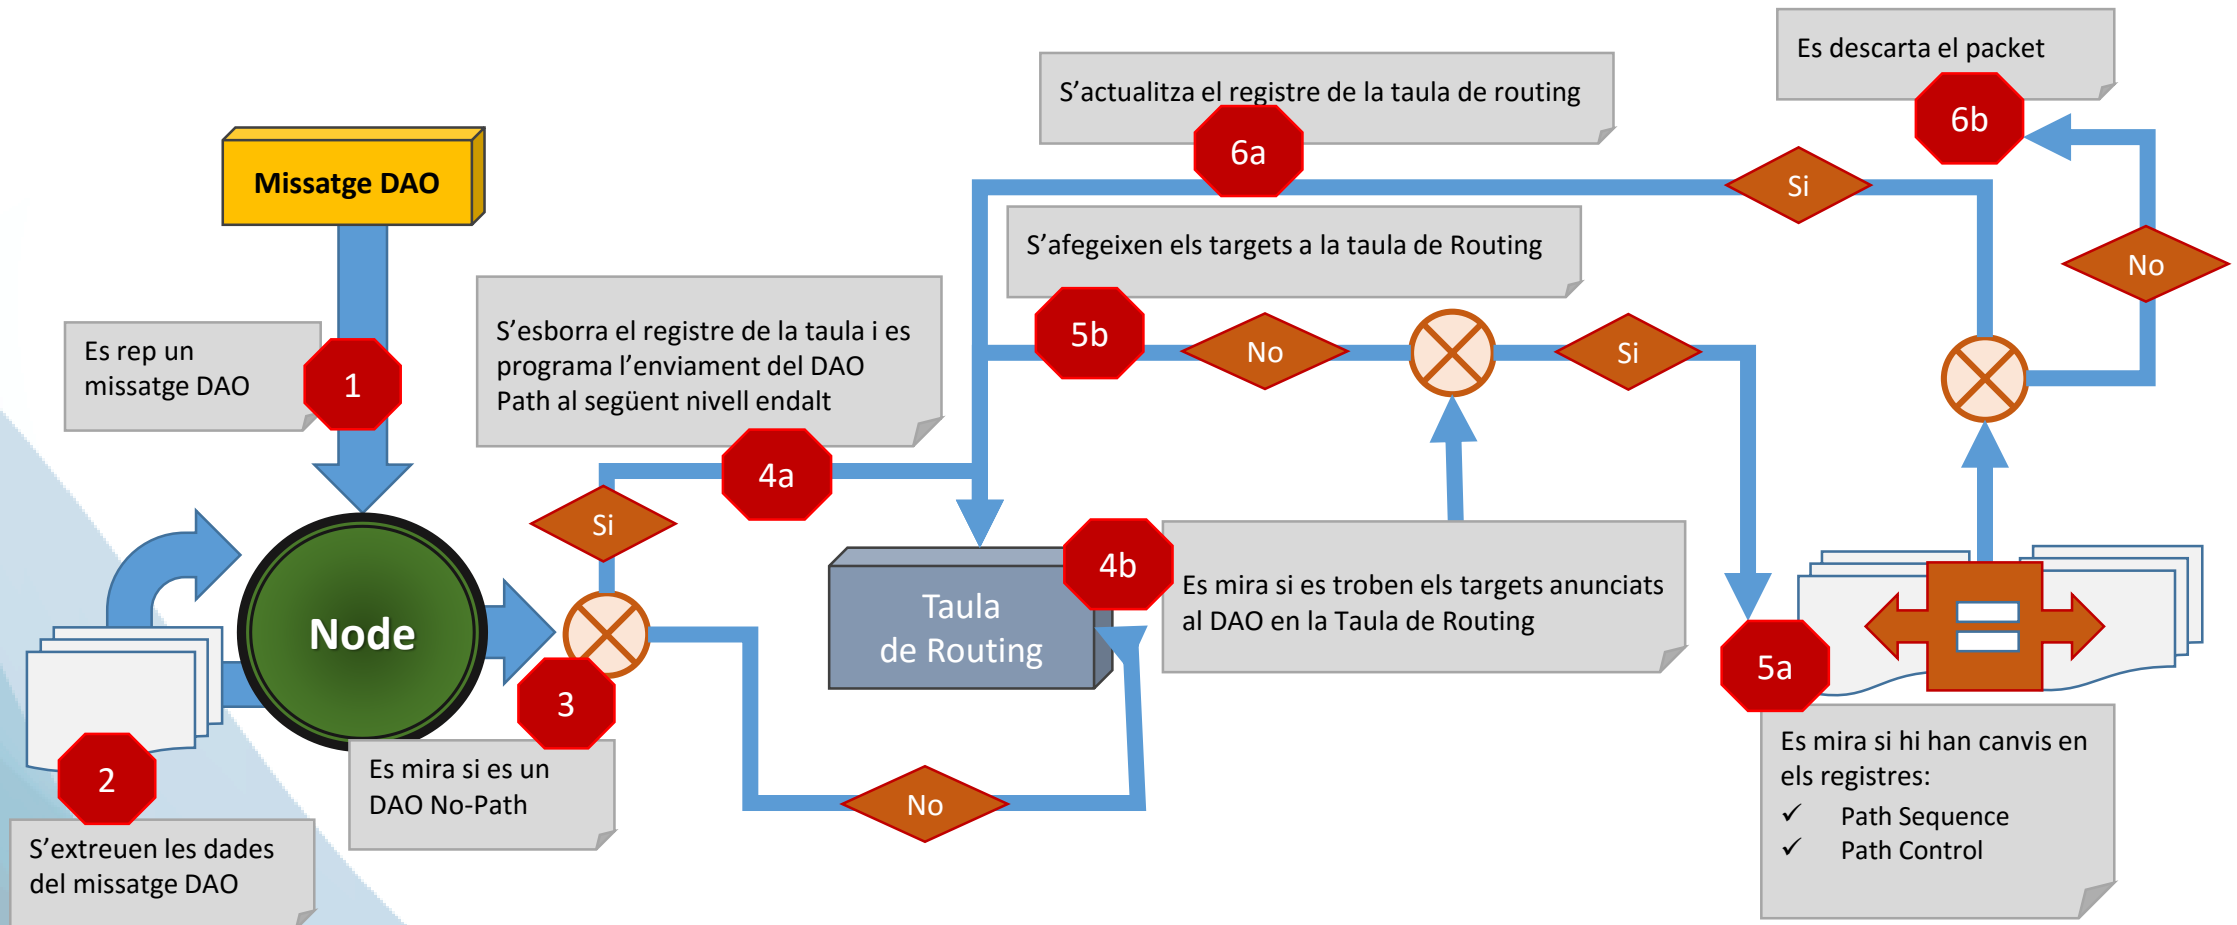 Missatge DAO
Es rep un
missatge DAO
1
Node
2
S'extreuen les dades
del missatge DAO
3
Es mira si es un
DAO No-Path
Si
No
S'esborra el registre de la taula i es
programa l'enviament del DAO
Path al següent nivell endalt
4a
Taula
de Routing
4b
Es mira si es troben els targets anunciats
al DAO en la Taula de Routing
S'afegeixen els targets a la taula de Routing
5b
No
Si
5a
Es mira si hi han canvis en
els registres:
✓ Path Sequence
✓ Path Control
S'actualitza el registre de la taula de routing
6a
Si
Es descarta el packet
6b
No